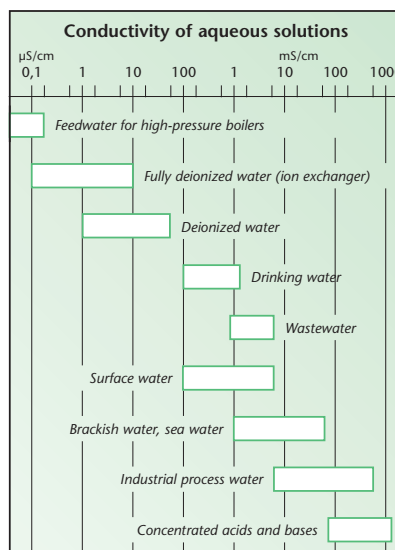 Conductivity of aqueous solutions
µS/cm mS/cm
0,1 1 10 100 1 10 100 1000
Feedwater for high-pressure boilers
Fully deionized water (ion exchanger)
Deionized water
Drinking water
Wastewater
Surface water
Brackish water, sea water
Industrial process water
Concentrated acids and bases